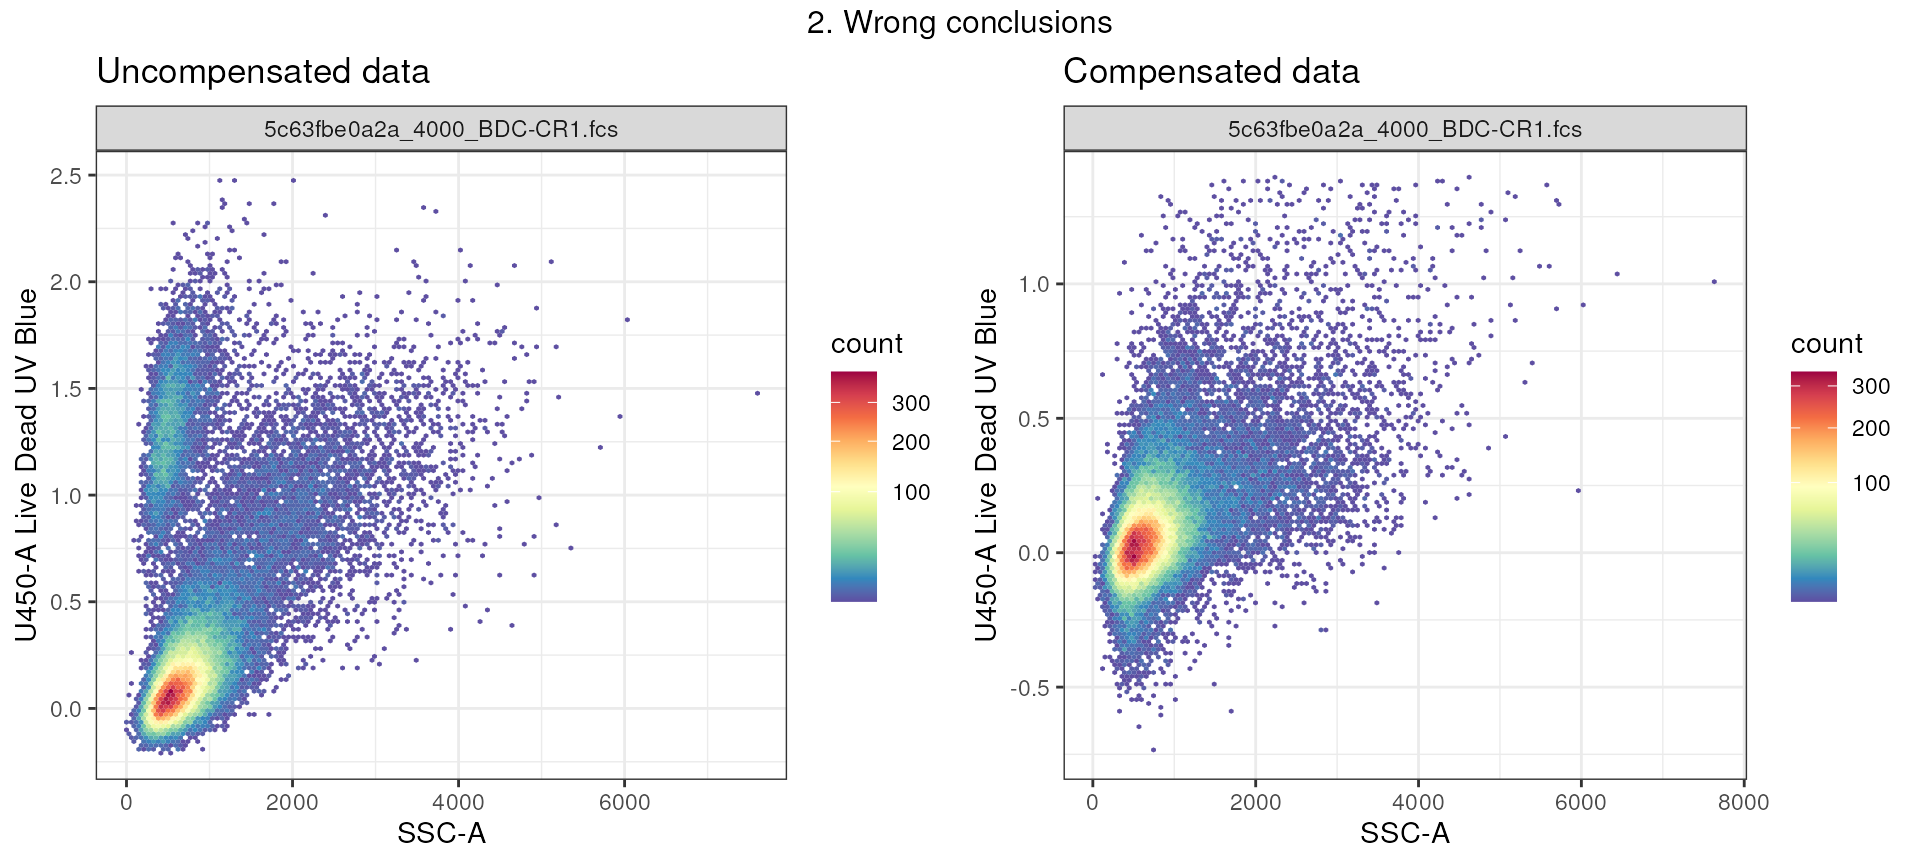 2. Wrong conclusions
Uncompensated data
5c63fbe0a2a_4000_BDC-CR1.fcs
U450-A Live Dead UV Blue
2.5
2.0
1.5
1.0
0.5
0.0
0
2000
4000
6000
SSC-A
count
300
200
100
Compensated data
5c63fbe0a2a_4000_BDC-CR1.fcs
U450-A Live Dead UV Blue
1.0
0.5
0.0
-0.5
0
2000
4000
6000
8000
SSC-A
count
300
200
100